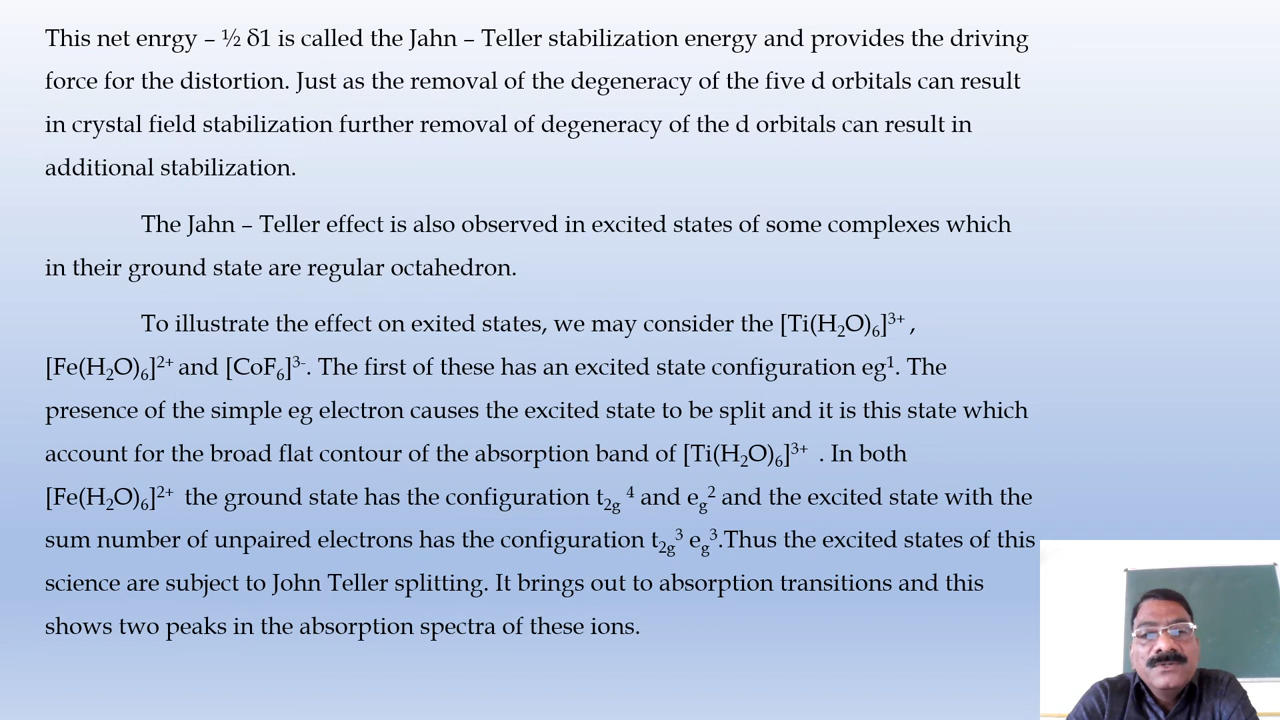 This net enrgy – ½ δ1 is called the Jahn – Teller stabilization energy and provides the driving
force for the distortion. Just as the removal of the degeneracy of the five d orbitals can result
in crystal field stabilization further removal of degeneracy of the d orbitals can result in
additional stabilization.
The Jahn – Teller effect is also observed in excited states of some complexes which
in their ground state are regular octahedron.
To illustrate the effect on exited states, we may consider the [Ti(H₂O)₆]³⁺ ,
[Fe(H₂O)₆]²⁺ and [CoF₆]³⁻. The first of these has an excited state configuration eg¹. The
presence of the simple eg electron causes the excited state to be split and it is this state which
account for the broad flat contour of the absorption band of [Ti(H₂O)₆]³⁺ . In both
[Fe(H₂O)₆]²⁺ the ground state has the configuration t₂g ⁴ and eg² and the excited state with the
sum number of unpaired electrons has the configuration t₂g³ eg³.Thus the excited states of this
science are subject to John Teller splitting. It brings out to absorption transitions and this
shows two peaks in the absorption spectra of these ions.